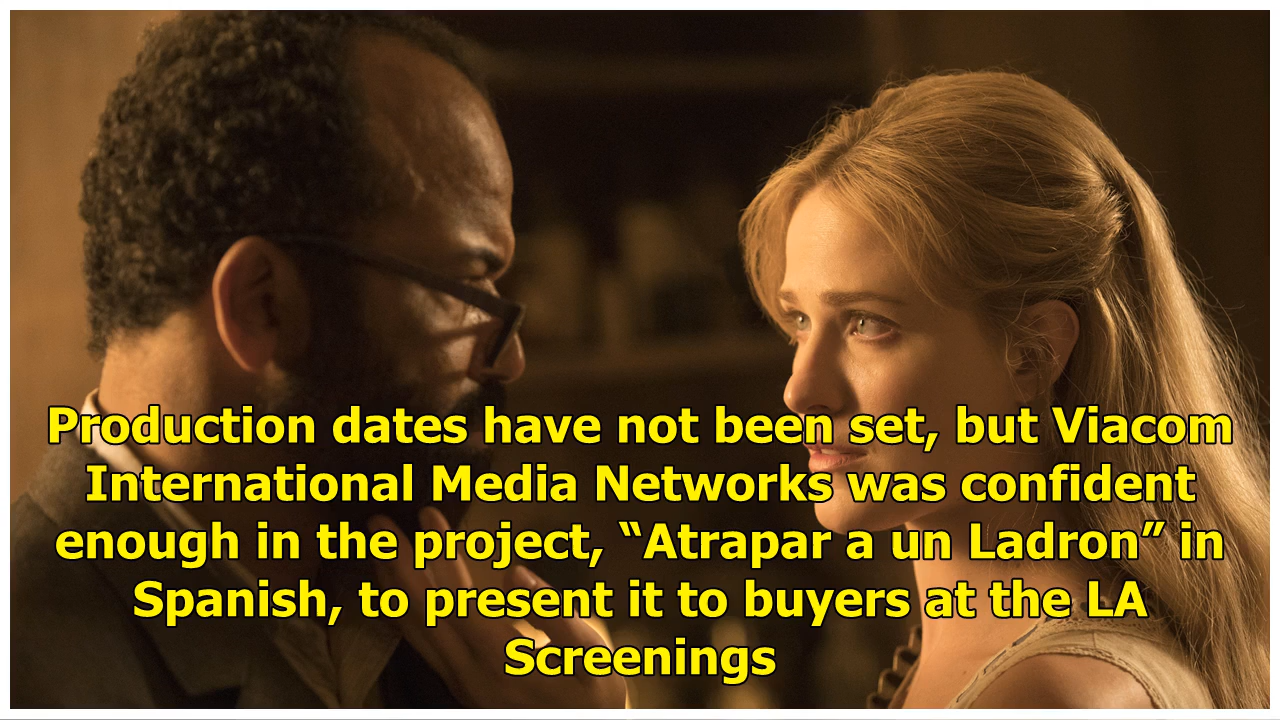 Production dates have not been set, but Viacom
International Media Networks was confident
enough in the project, “Atrapar a un Ladron” in
Spanish, to present it to buyers at the LA
Screenings